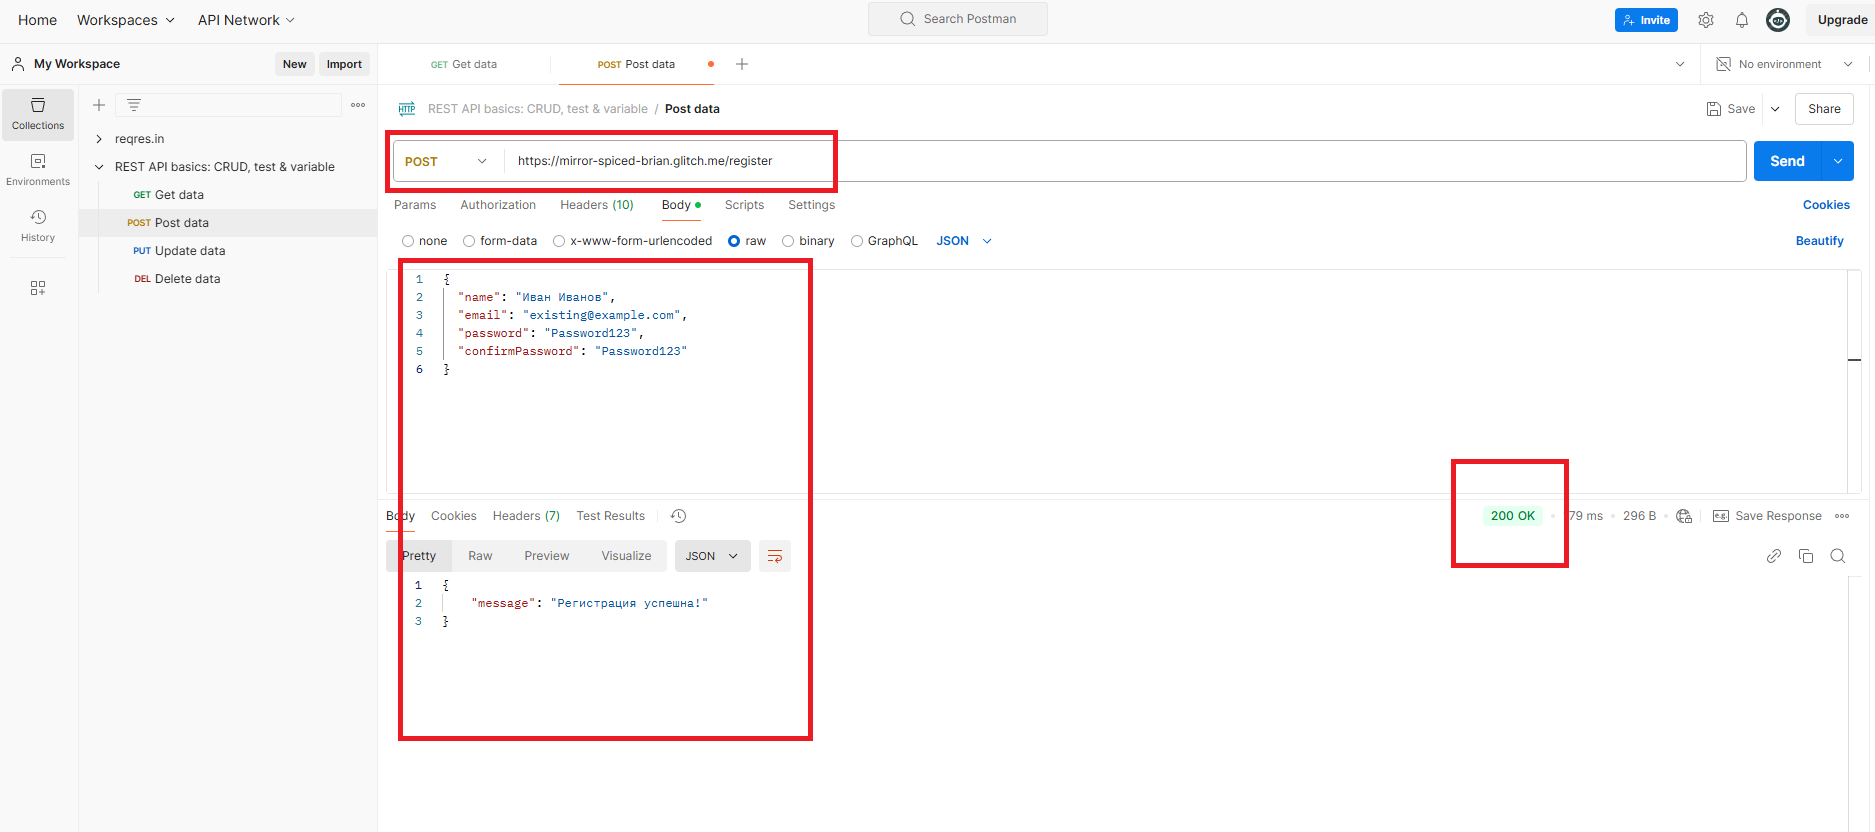 Home Workspaces API Network Search Postman Invite Upgrade
My Workspace New Import GET Get data POST Post data No environment
Collections
Environments
History
reqres.in
REST API basics: CRUD, test & variable
GET Get data
POST Post data
PUT Update data
DEL Delete data
HTTP REST API basics: CRUD, test & variable / Post data Save Share
POST https://mirror-spiced-brian.glitch.me/register Send
Params Authorization Headers (10) Body Scripts Settings Cookies
none form-data x-www-form-urlencoded raw binary GraphQL JSON Beautify
1 {
2 "name": "Иван Иванов",
3 "email": "existing@example.com",
4 "password": "Password123",
5 "confirmPassword": "Password123"
6 }
Body Cookies Headers (7) Test Results 200 OK 79 ms 296 B e.g. Save Response
Pretty Raw Preview Visualize JSON
1 {
2 "message": "Регистрация успешна!"
3 }